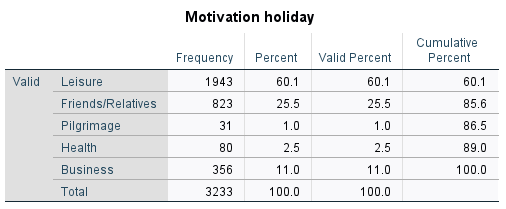 Motivation holiday
Frequency Percent Valid Percent Cumulative Percent
Valid Leisure 1943 60.1 60.1 60.1
Friends/Relatives 823 25.5 25.5 85.6
Pilgrimage 31 1.0 1.0 86.5
Health 80 2.5 2.5 89.0
Business 356 11.0 11.0 100.0
Total 3233 100.0 100.0